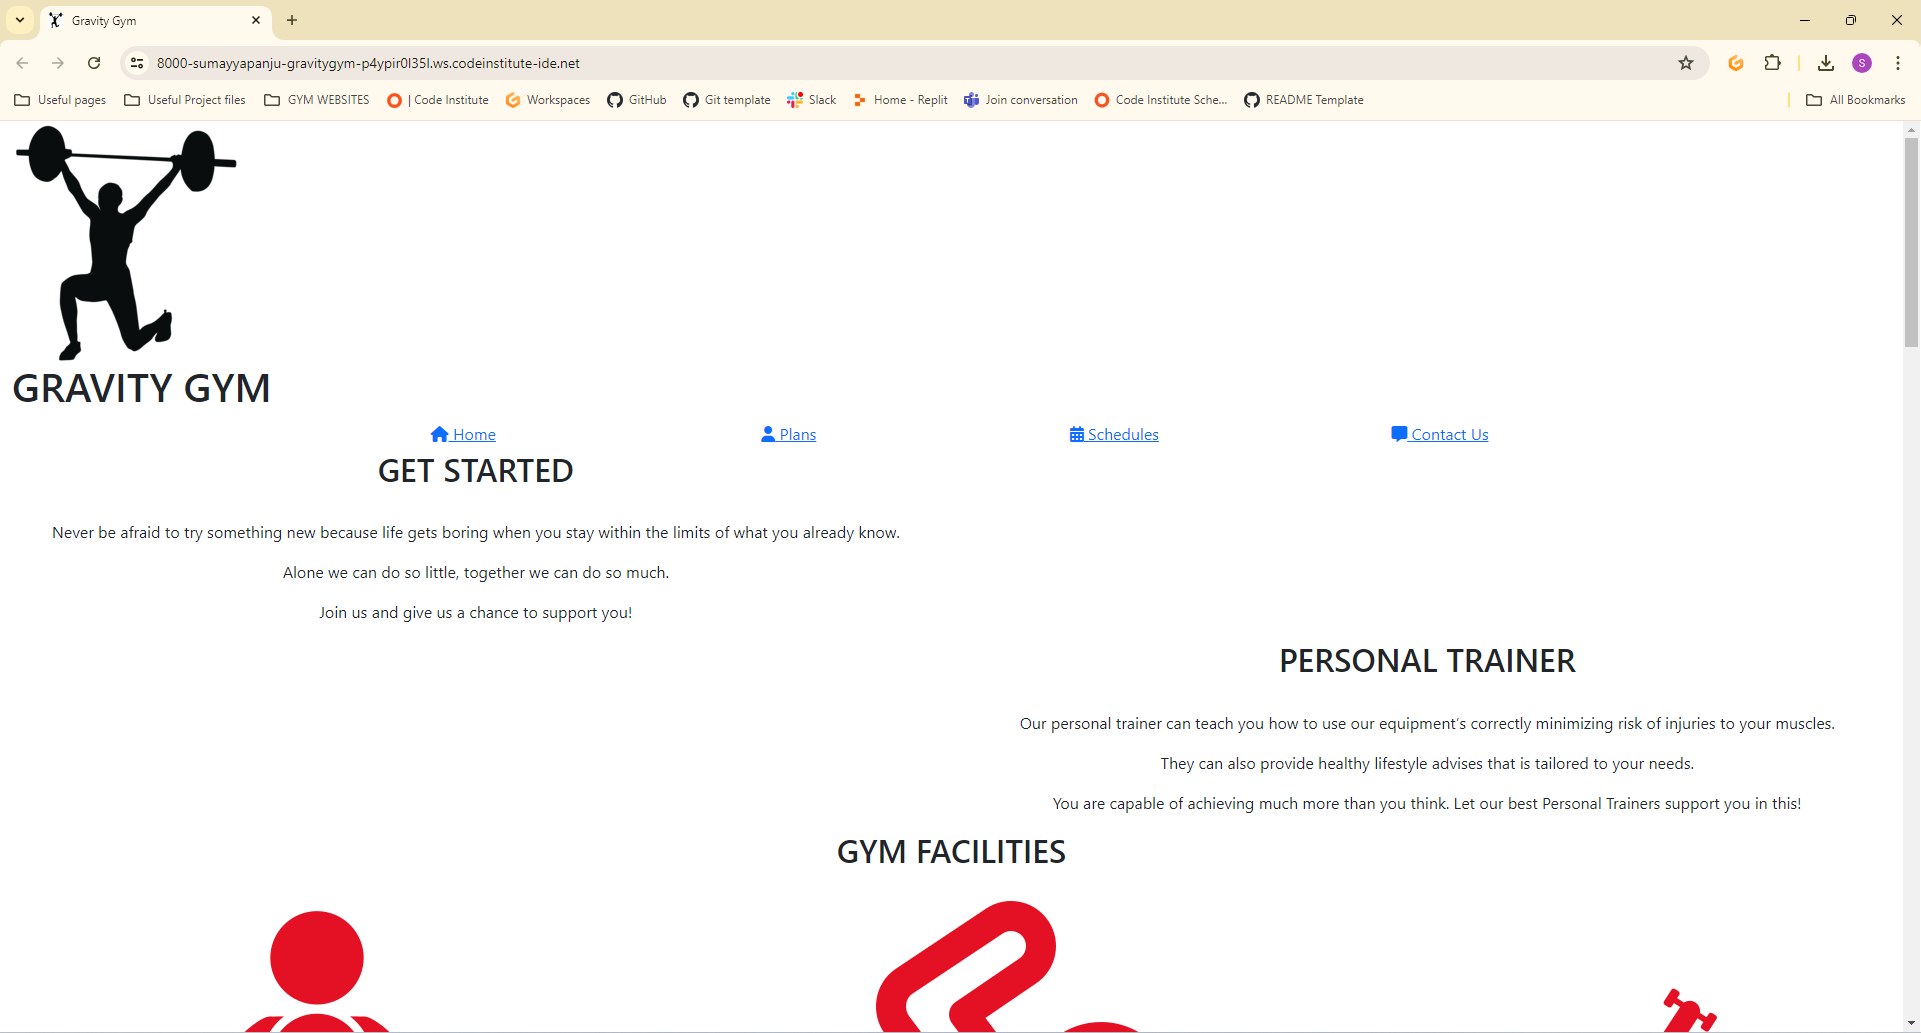 Gravity Gym
8000-sumayyapanju-gravitygym-p4ypir0l35l.ws.codeinstitute-ide.net
S
Useful pages Useful Project files GYM WEBSITES | Code Institute Workspaces GitHub Git template Slack Home - Replit Join conversation Code Institute Sche... README Template All Bookmarks
GRAVITY GYM
Home Plans Schedules Contact Us
GET STARTED
Never be afraid to try something new because life gets boring when you stay within the limits of what you already know.
Alone we can do so little, together we can do so much.
Join us and give us a chance to support you!
PERSONAL TRAINER
Our personal trainer can teach you how to use our equipment's correctly minimizing risk of injuries to your muscles.
They can also provide healthy lifestyle advises that is tailored to your needs.
You are capable of achieving much more than you think. Let our best Personal Trainers support you in this!
GYM FACILITIES